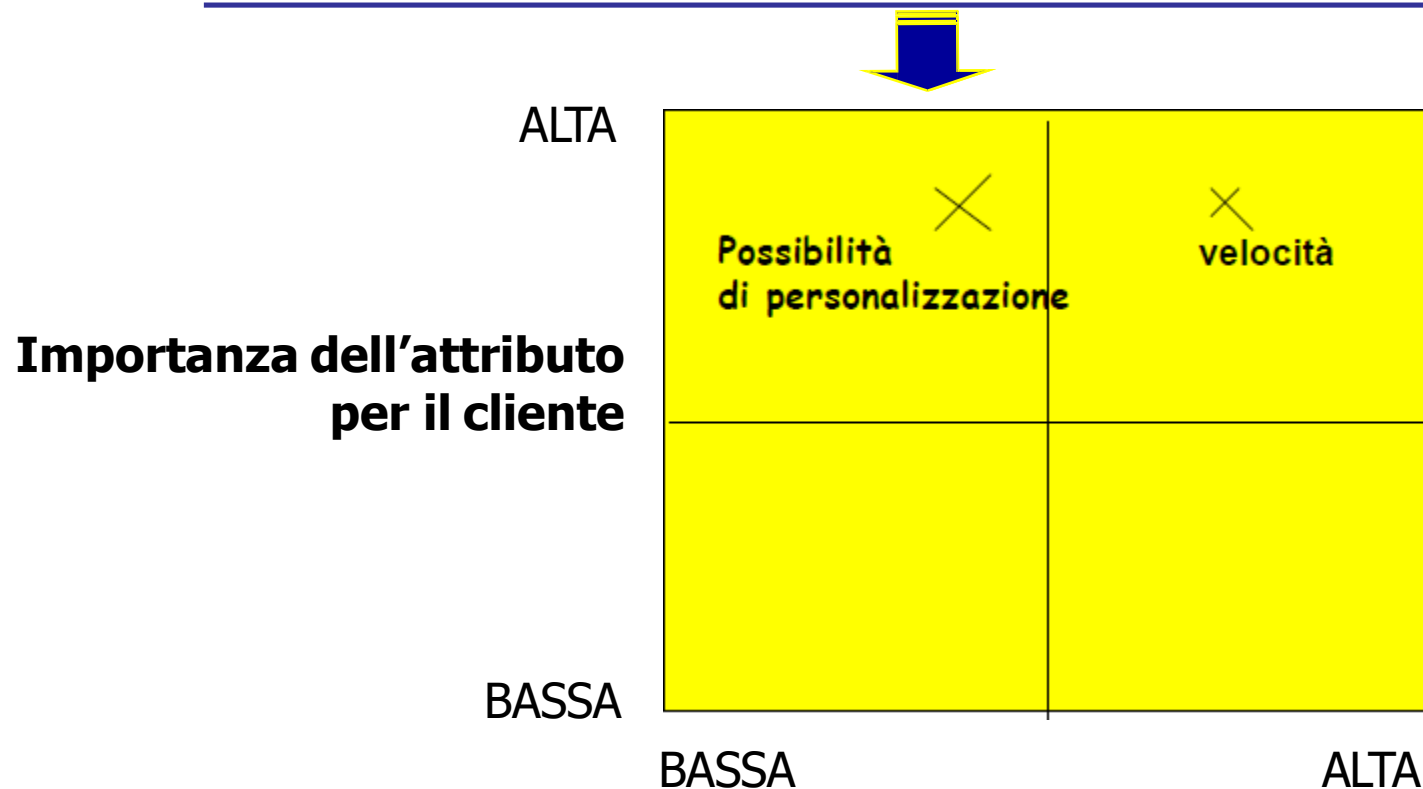 ALTA
Possibilità
di personalizzazione
velocità
Importanza dell’attributo
per il cliente
BASSA
BASSA
ALTA